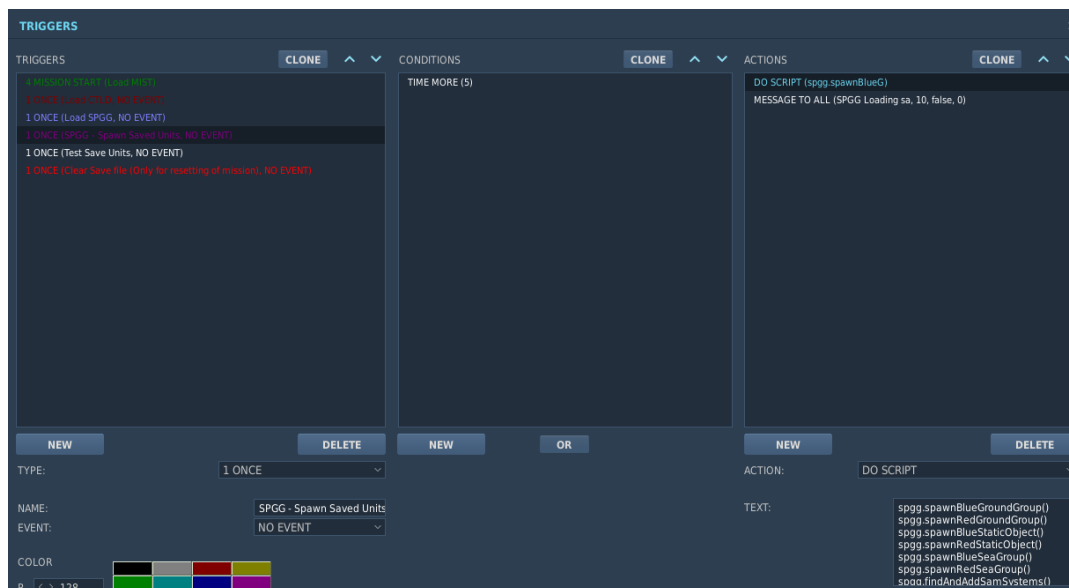 TRIGGERS
TRIGGERS CLONE CONDITIONS CLONE ACTIONS CLONE
4 MISSION START (Load MIST) TIME MORE (5) DO SCRIPT (spgg.spawnBlueG)
1 ONCE (Load CTLD, NO EVENT) MESSAGE TO ALL (SPGG Loading sa, 10, false, 0)
1 ONCE (Load SPGG, NO EVENT)
1 ONCE (SPGG - Spawn Saved Units, NO EVENT)
1 ONCE (Test Save Units, NO EVENT)
1 ONCE (Clear Save file (Only for resetting of mission), NO EVENT)
NEW DELETE NEW OR NEW DELETE
TYPE: 1 ONCE ACTION: DO SCRIPT
NAME: SPGG - Spawn Saved Units TEXT: spgg.spawnBlueGroundGroup()
spgg.spawnRedGroundGroup()
EVENT: NO EVENT spgg.spawnBlueStaticObject()
spgg.spawnRedStaticObject()
spgg.spawnBlueSeaGroup()
COLOR spgg.spawnRedSeaGroup()
spgg.findAndAddSamSystems()
R < > 128